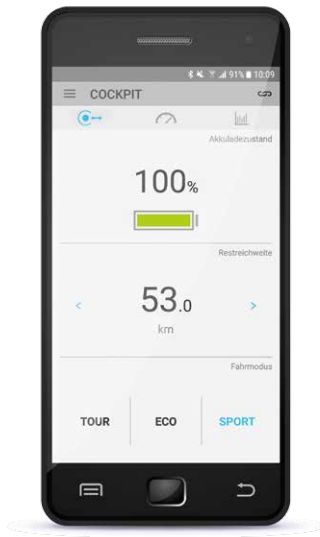 91% 10:09
COCKPIT
Akkuladezustand
100%
Restreichweite
53.0
km
Fahrmodus
TOUR ECO SPORT